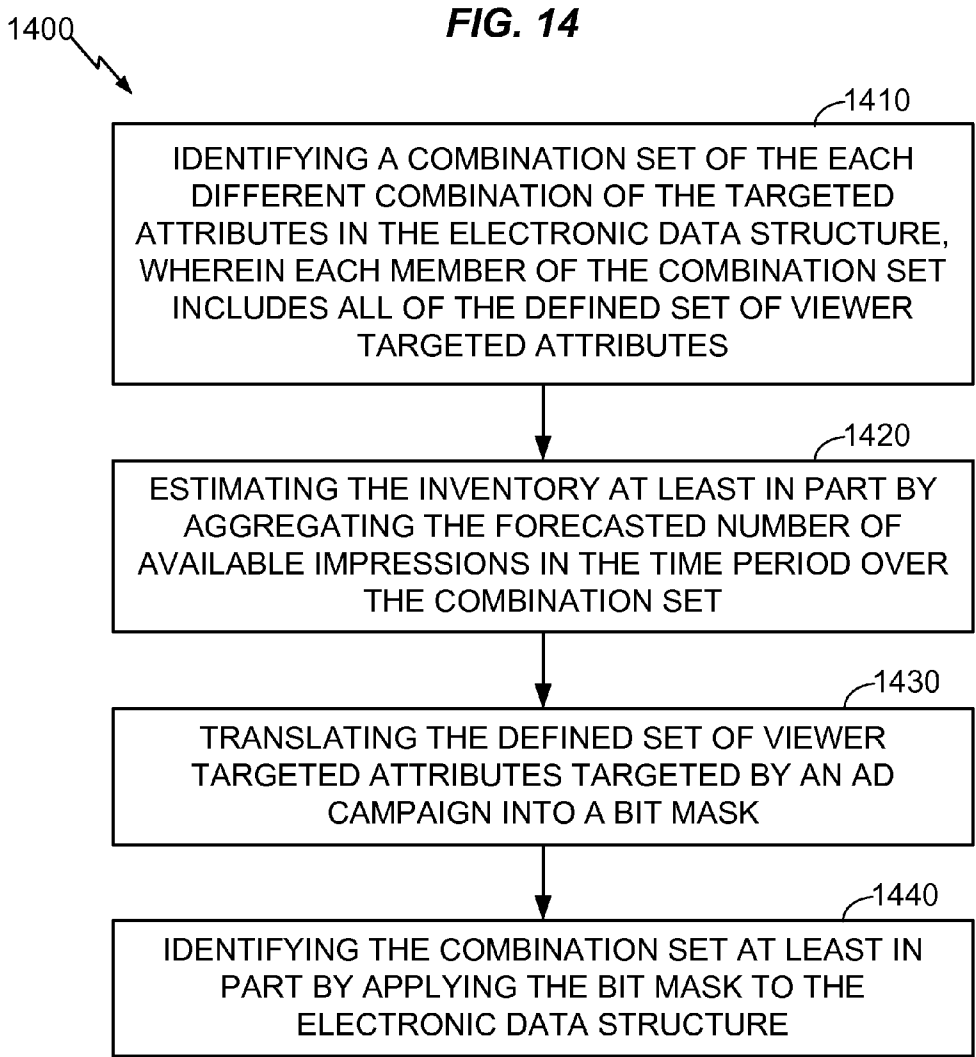 FIG. 14
1400
1410
IDENTIFYING A COMBINATION SET OF THE EACH
DIFFERENT COMBINATION OF THE TARGETED
ATTRIBUTES IN THE ELECTRONIC DATA STRUCTURE,
WHEREIN EACH MEMBER OF THE COMBINATION SET
INCLUDES ALL OF THE DEFINED SET OF VIEWER
TARGETED ATTRIBUTES
1420
ESTIMATING THE INVENTORY AT LEAST IN PART BY
AGGREGATING THE FORECASTED NUMBER OF
AVAILABLE IMPRESSIONS IN THE TIME PERIOD OVER
THE COMBINATION SET
1430
TRANSLATING THE DEFINED SET OF VIEWER
TARGETED ATTRIBUTES TARGETED BY AN AD
CAMPAIGN INTO A BIT MASK
1440
IDENTIFYING THE COMBINATION SET AT LEAST IN
PART BY APPLYING THE BIT MASK TO THE
ELECTRONIC DATA STRUCTURE